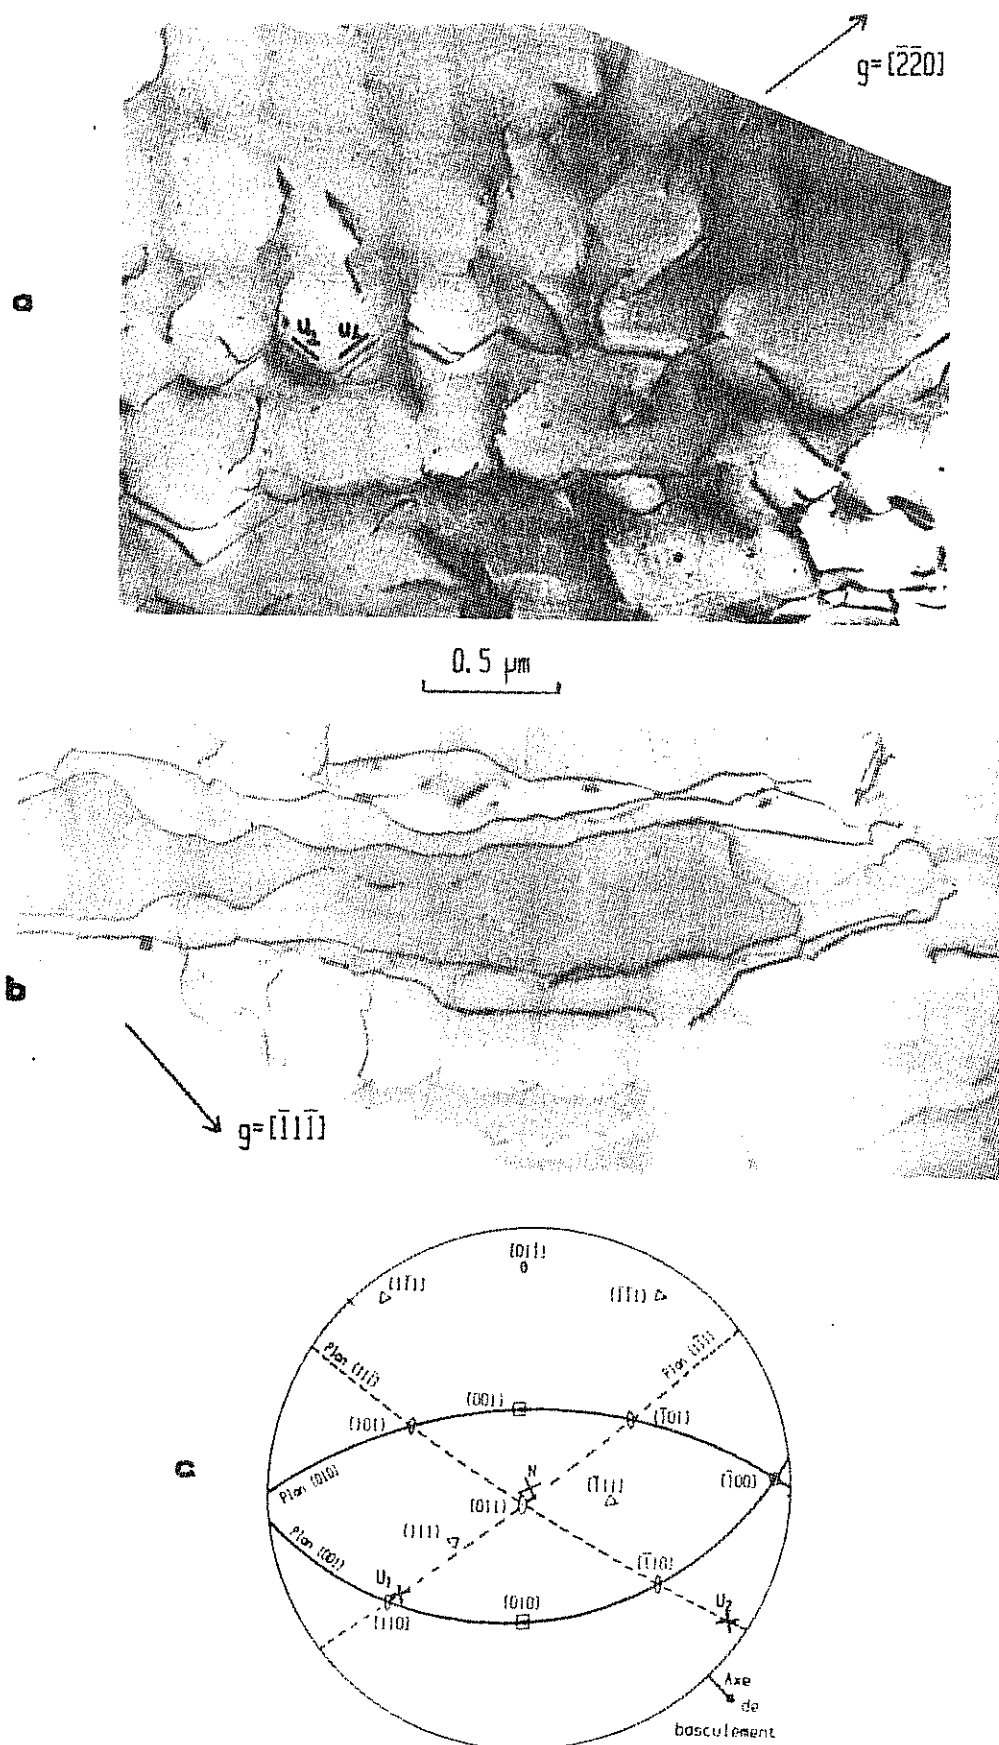 g=[2̄2̄0]
a
U₂ U₁
0.5 µm
b
g=[1̄11̄]
c
(011̄)
(11̄1)
(1̄1̄1)
Plan (111̄)
Plan (11̄1)
(001)
(101)
(1̄01)
Plan (010)
N
(1̄00)
(011)
(1̄11)
(111)
Plan (001)
U₁
(110)
(010)
(1̄10)
U₂
Axe
de
basculement